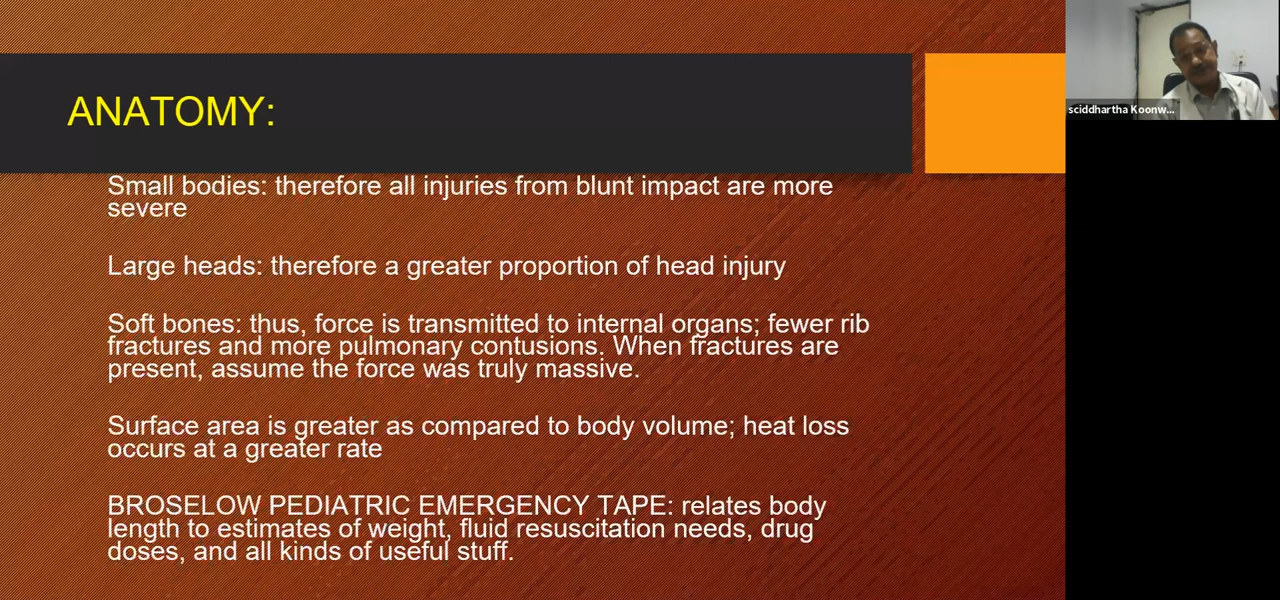 ANATOMY:
sciddhartha Koonw...
Small bodies: therefore all injuries from blunt impact are more
severe
Large heads: therefore a greater proportion of head injury
Soft bones: thus, force is transmitted to internal organs; fewer rib
fractures and more pulmonary contusions. When fractures are
present, assume the force was truly massive.
Surface area is greater as compared to body volume; heat loss
occurs at a greater rate
BROSELOW PEDIATRIC EMERGENCY TAPE: relates body
length to estimates of weight, fluid resuscitation needs, drug
doses, and all kinds of useful stuff.